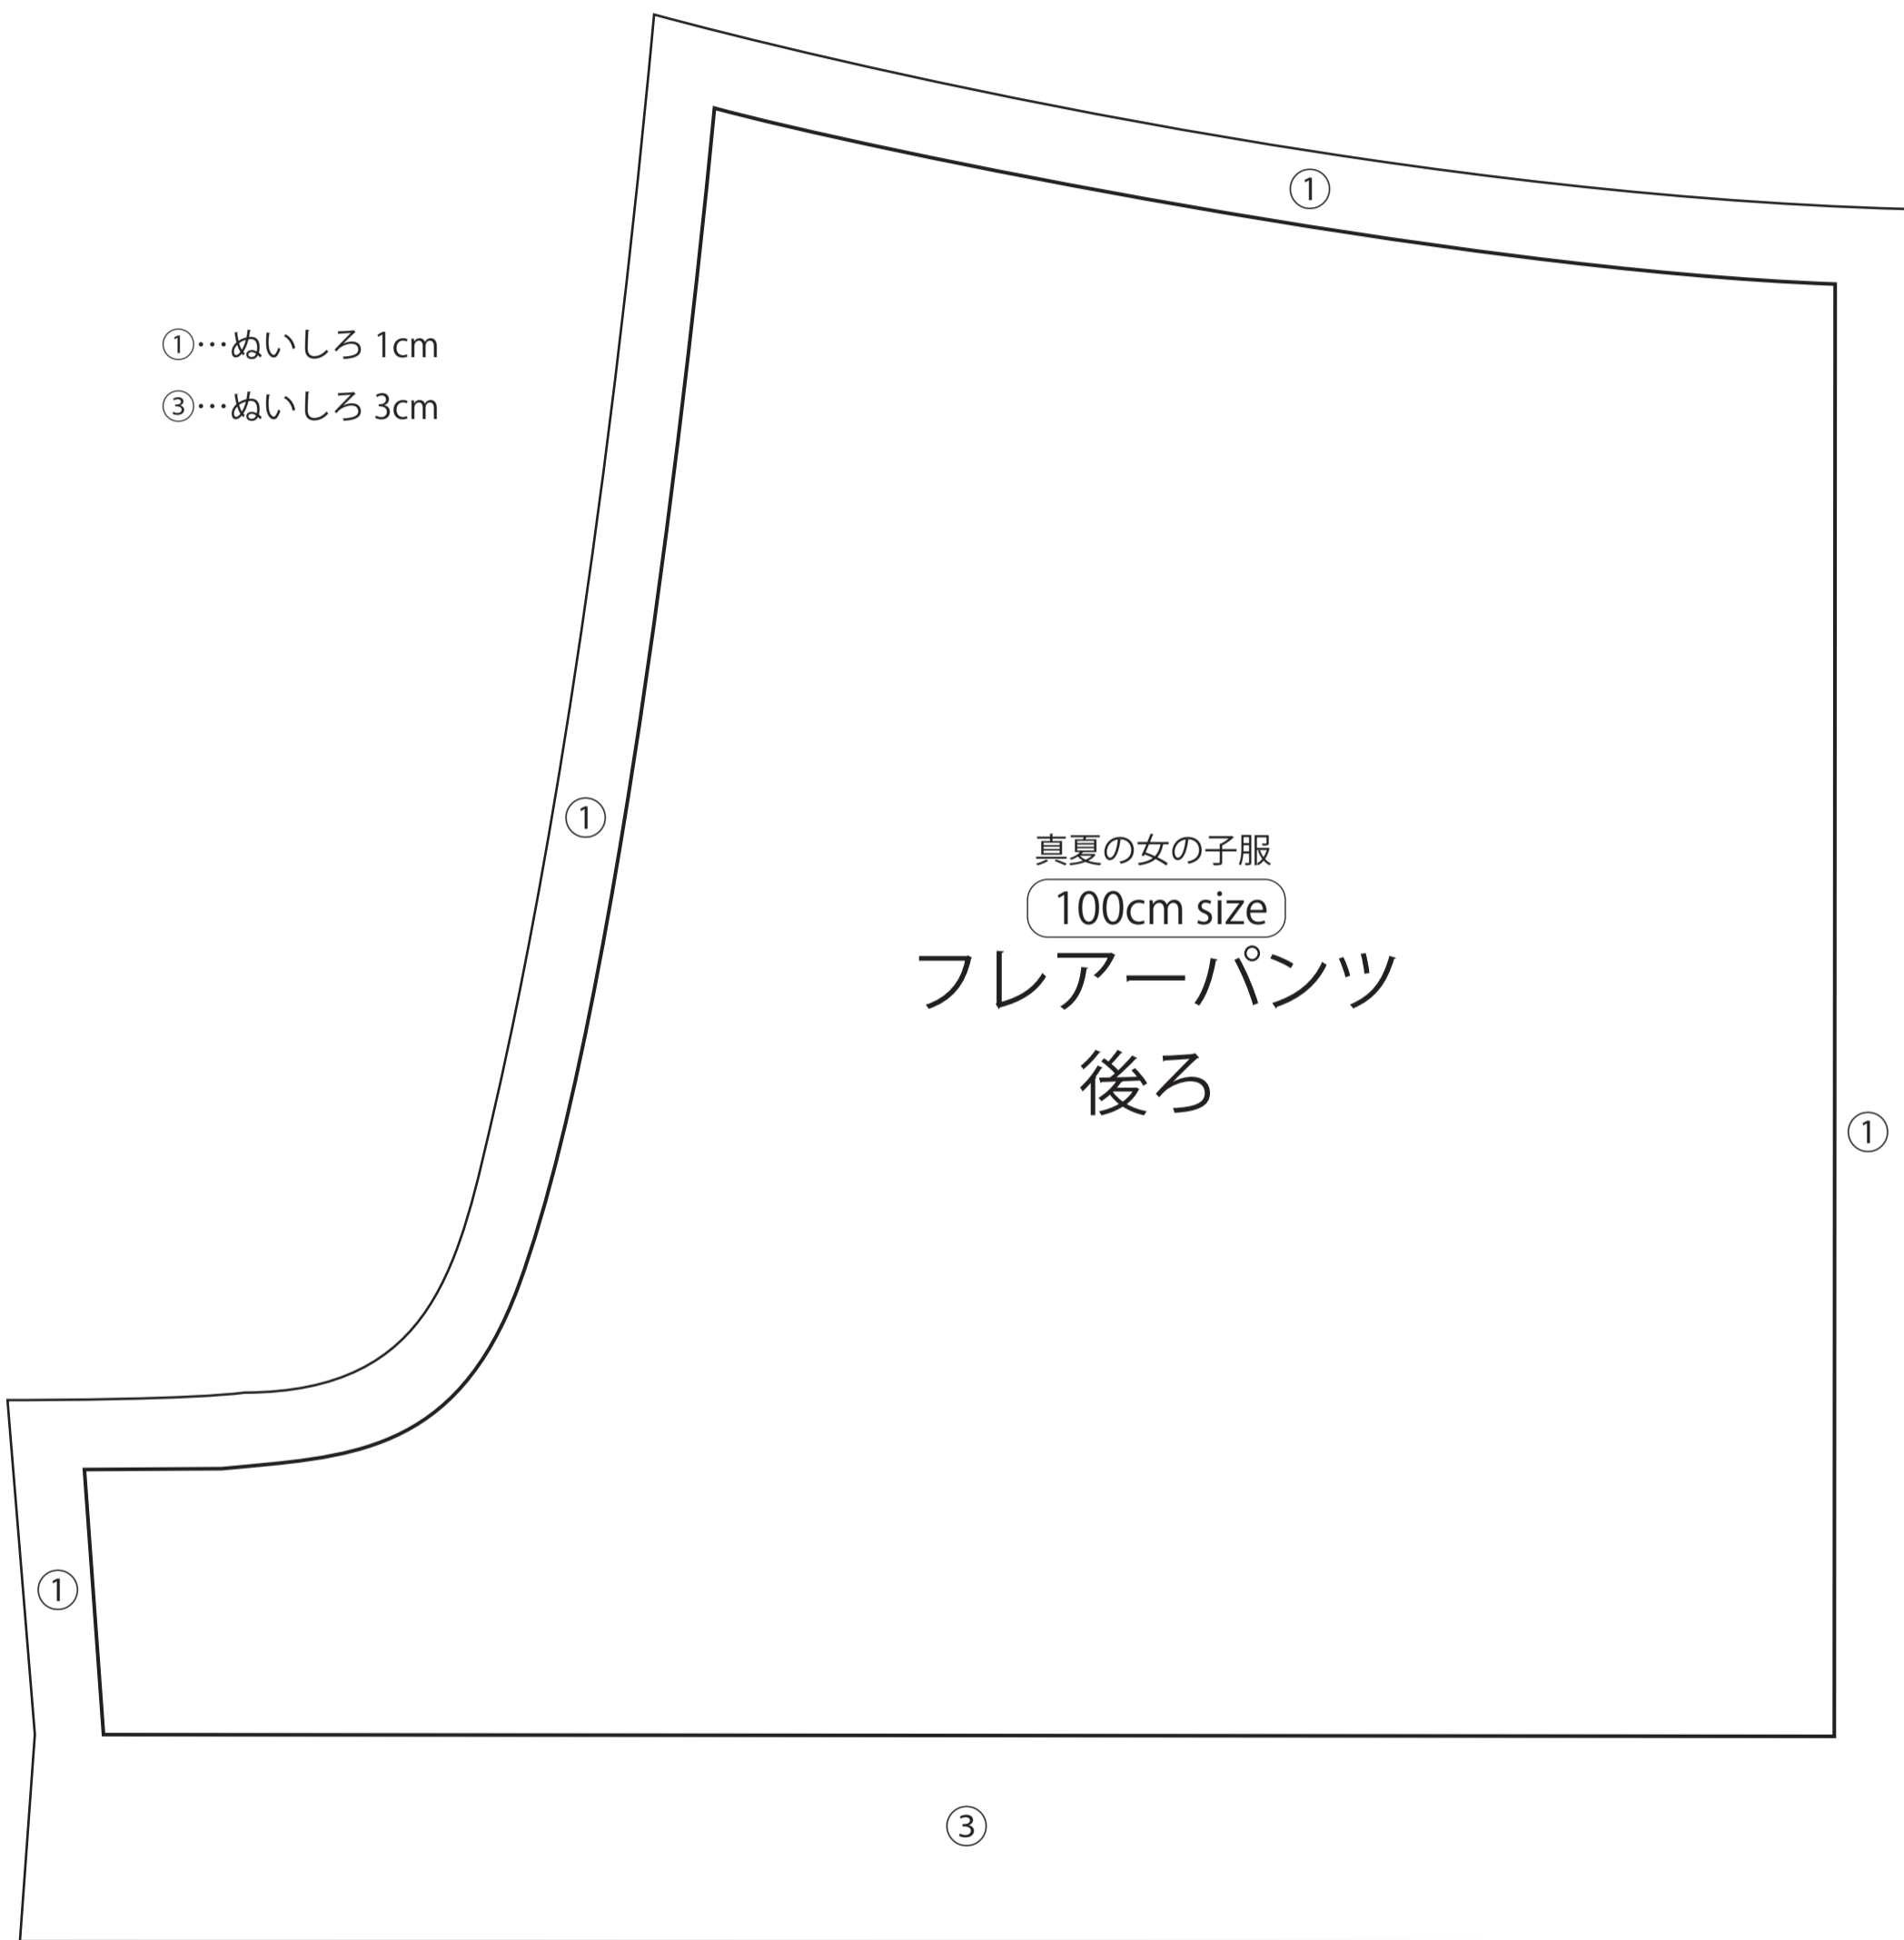 ①
①…ぬいしろ 1cm
③…ぬいしろ 3cm
①
真夏の女の子服
100cm size
フレアーパンツ
後ろ
①
①
③